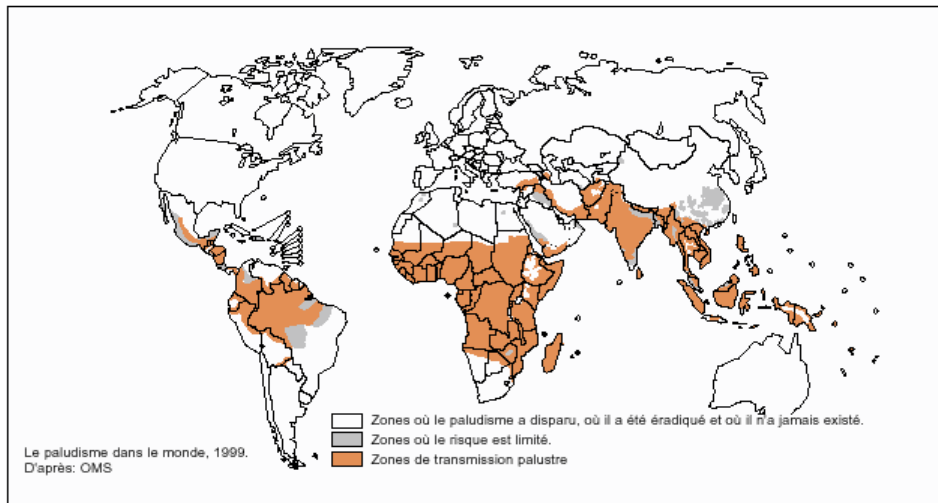 Zones où le paludisme a disparu, où il a été éradiqué et où il n'a jamais existé.
Zones où le risque est limité.
Zones de transmission palustre
Le paludisme dans le monde, 1999.
D'après: OMS